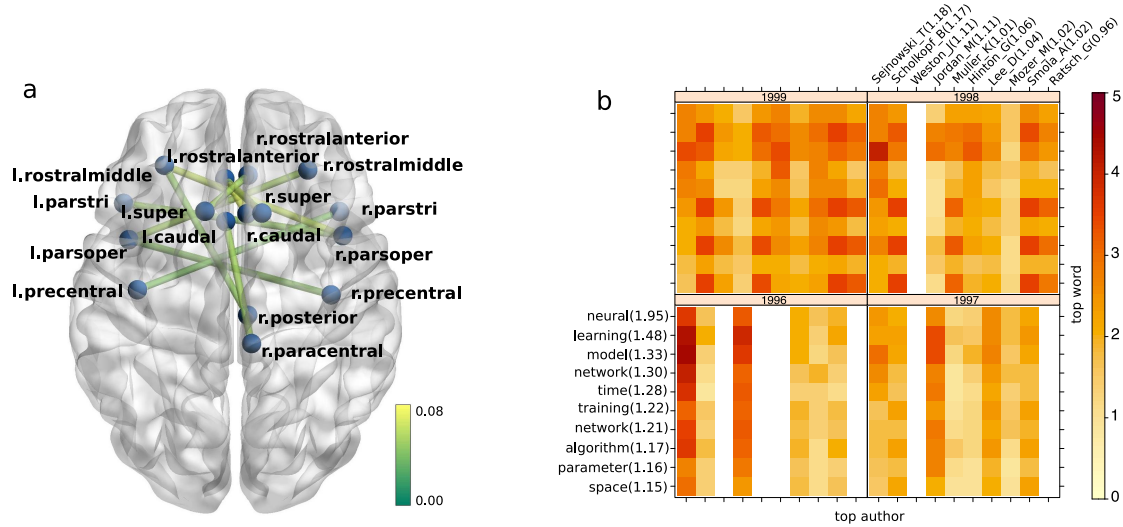 a
r.rostralanterior
l.rostralanterior
r.rostralmiddle
l.rostralmiddle
l.parstri
r.super
r.parstri
l.super
l.caudal
r.caudal
l.parsoper
r.parsoper
l.precentral
r.precentral
r.posterior
r.paracentral
0.08
0.00
b
Sejnowski_T(1.18)
Scholkopf_B(1.17)
Weston_J(1.11)
Jordan_M(1.11)
Muller_K(1.01)
Hinton_G(1.06)
Lee_D(1.04)
Mozer_M(1.02)
Smola_A(1.02)
Ratsch_G(0.96)
1999
1998
1996
1997
neural(1.95)
learning(1.48)
model(1.33)
network(1.30)
time(1.28)
training(1.22)
network(1.21)
algorithm(1.17)
parameter(1.16)
space(1.15)
top author
top word
5
4
3
2
1
0